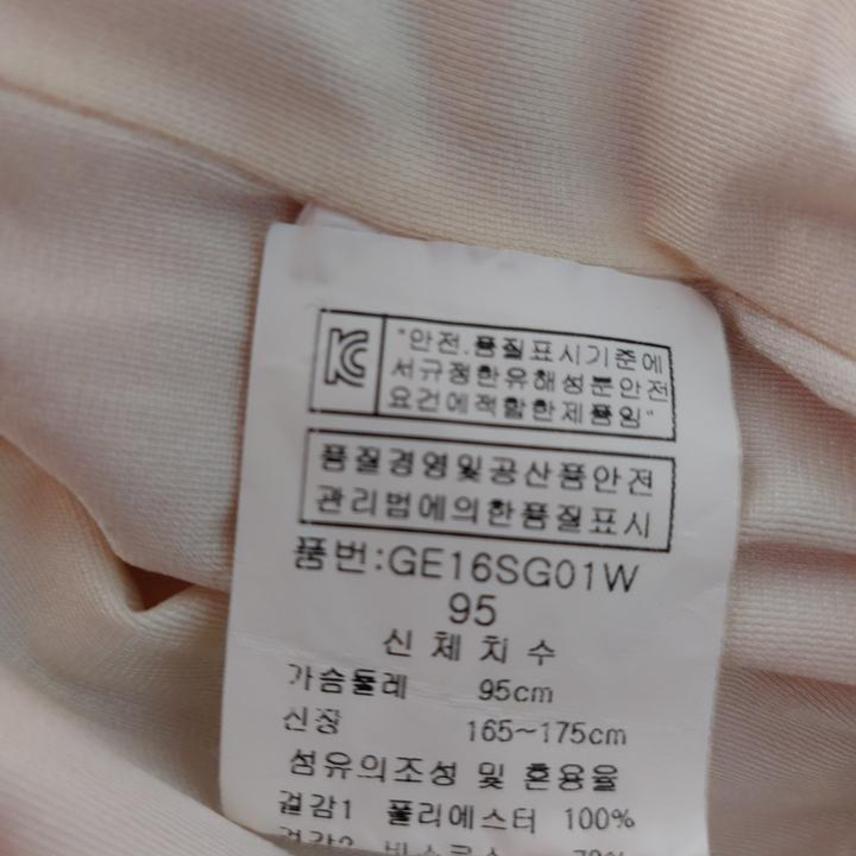 "안전.품질표시기준에
서규정한유해성분안전
요건에적합한제품임"
품질경영및공산품안전
관리법에의한품질표시
품번:GE16SG01W
95
신 체 치 수
가슴둘레 95cm
신장 165~175cm
섬유의조성 및 혼용율
겉감1 폴리에스터 100%